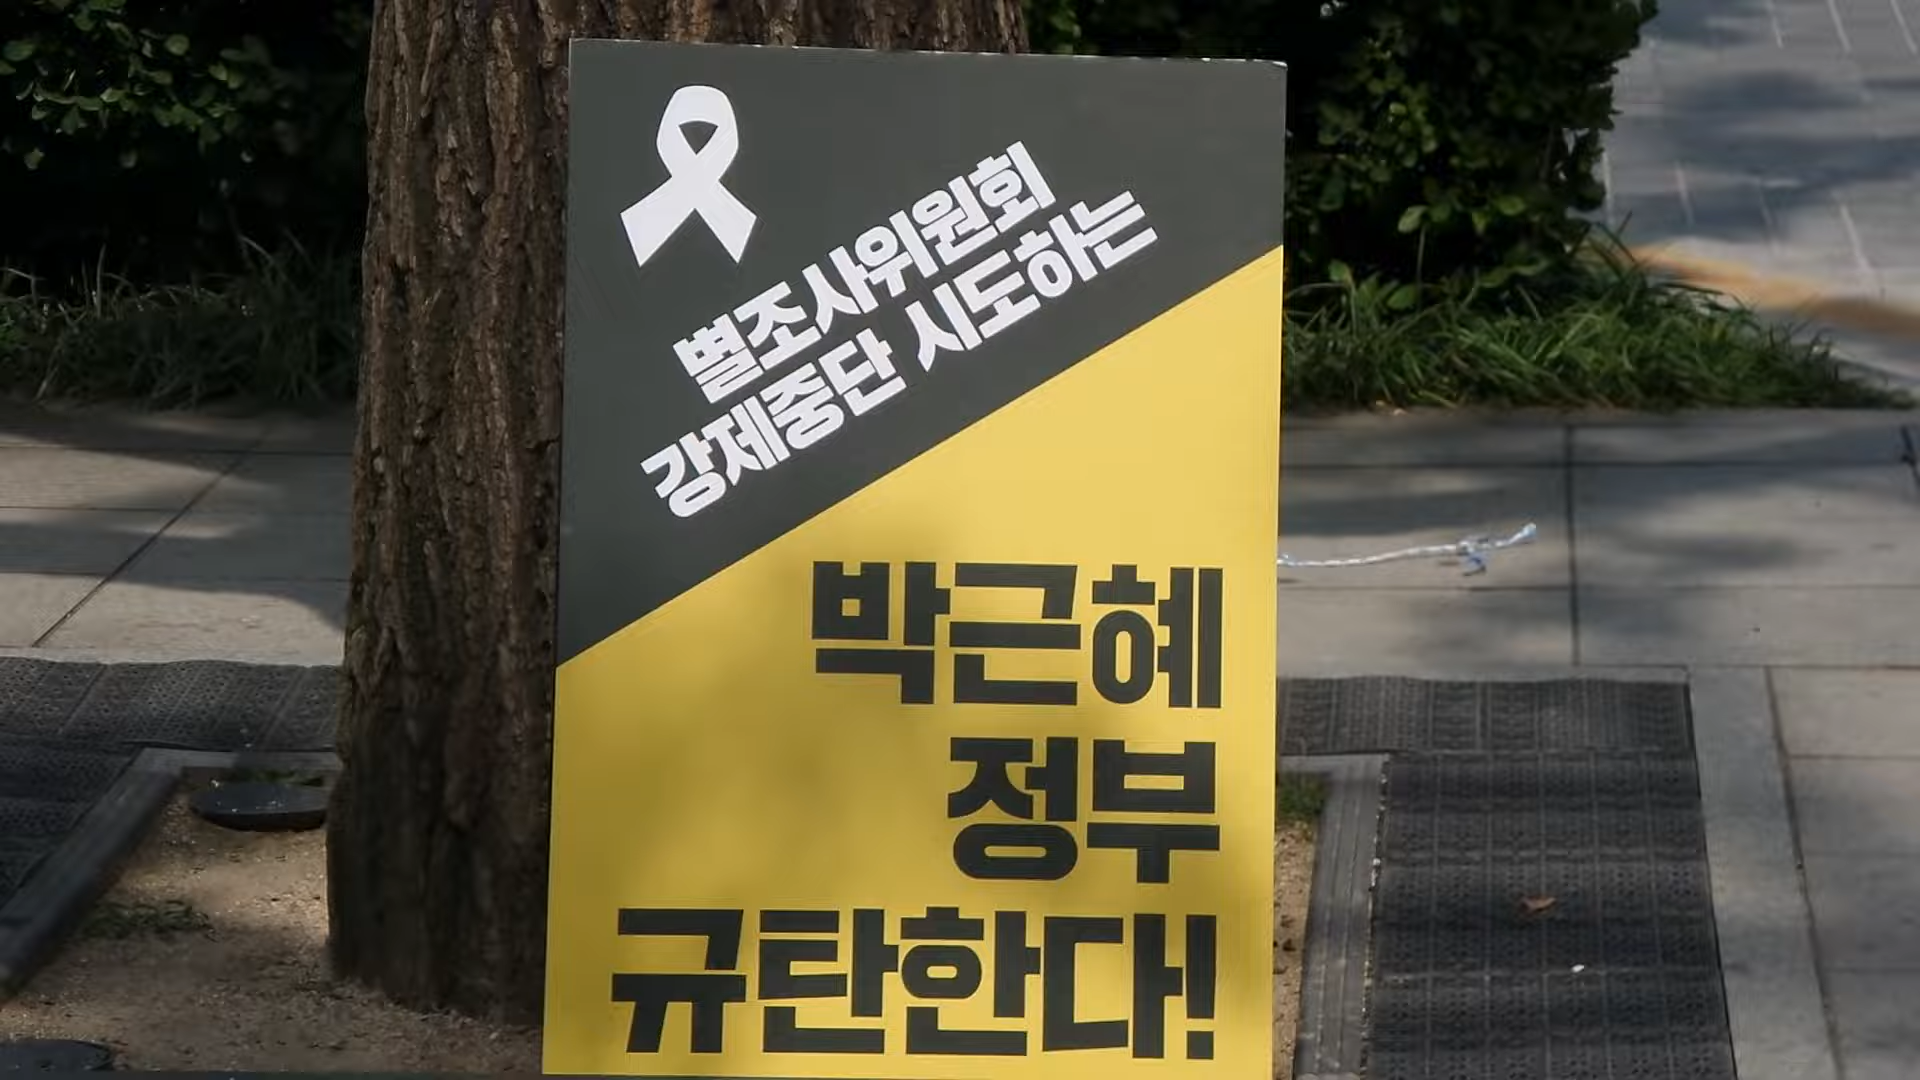 별조사위원회
강제중단 시도하는
박근혜
정부
규탄한다!